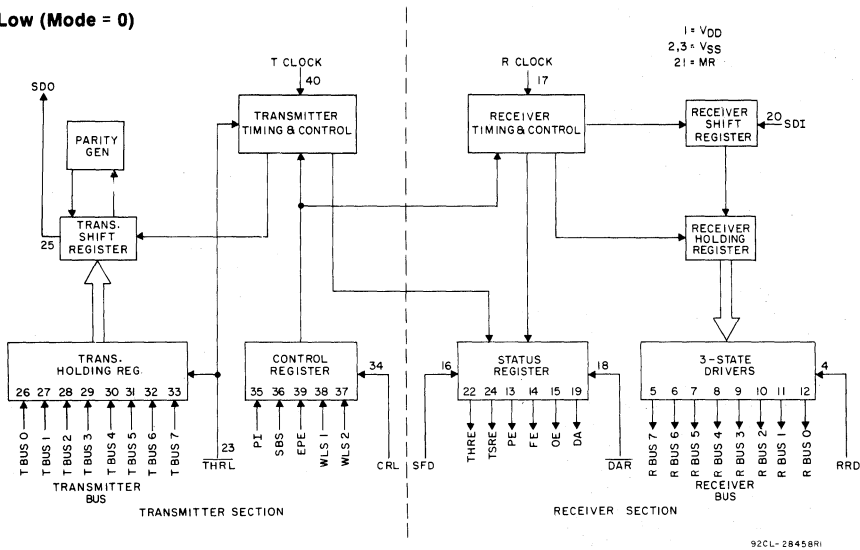 Low (Mode = 0)
1 = VDD
2,3 = VSS
21 = MR
T CLOCK
40
R CLOCK
17
SDO
PARITY
GEN
TRANSMITTER
TIMING & CONTROL
RECEIVER
TIMING & CONTROL
RECEIVER
SHIFT
REGISTER
20
SDI
25
TRANS.
SHIFT
REGISTER
RECEIVER
HOLDING
REGISTER
TRANS.
HOLDING REG.
26 27 28 29 30 31 32 33
CONTROL
REGISTER
35 36 39 38 37
34
16
STATUS
REGISTER
22 24 13 14 15 19
18
3-STATE
DRIVERS
5 6 7 8 9 10 11 12
4
T BUS 0
T BUS 1
T BUS 2
T BUS 3
T BUS 4
T BUS 5
T BUS 6
T BUS 7
TRANSMITTER
BUS
23
THRL
PI
SBS
EPE
WLS 1
WLS 2
CRL
SFD
THRE
TSRE
PE
FE
OE
DA
DAR
R BUS 7
R BUS 6
R BUS 5
R BUS 4
R BUS 3
R BUS 2
R BUS 1
R BUS 0
RECEIVER
BUS
RRD
TRANSMITTER SECTION
RECEIVER SECTION
92CL-28458R1